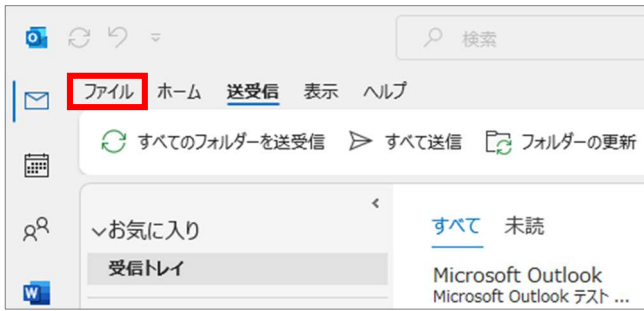 検索
ファイル ホーム 送受信 表示 ヘルプ
すべてのフォルダーを送受信 すべて送信 フォルダーの更新
お気に入り
受信トレイ
すべて 未読
Microsoft Outlook
Microsoft Outlook テスト ...